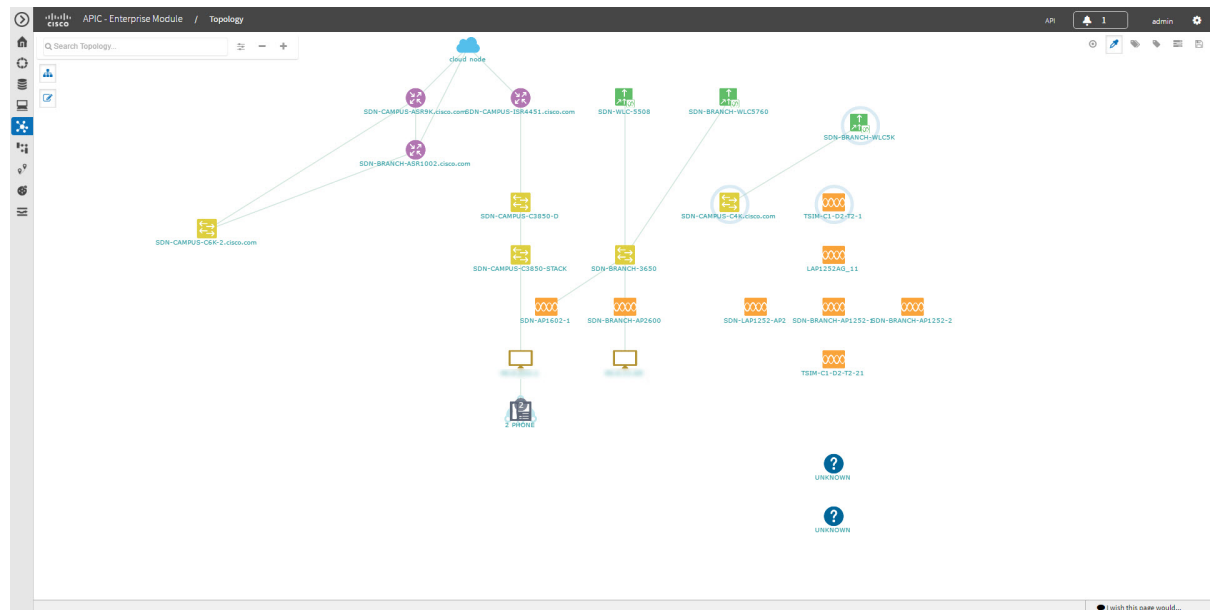 cisco APIC - Enterprise Module / Topology API 1 admin
Search Topology...
cloud node
SDN-CAMPUS-ASR9K.cisco.com SDN-CAMPUS-ISR4451.cisco.com SDN-WLC-5508 SDN-BRANCH-WLC5760
SDN-BRANCH-WLC5K
SDN-BRANCH-ASR1002.cisco.com
SDN-CAMPUS-C3850-O SDN-CAMPUS-C4K.cisco.com TSIM-C1-D2-T2-1
SDN-CAMPUS-C6K-2.cisco.com
SDN-CAMPUS-C3850-STACK SDN-BRANCH-3650 LAP1252AG_11
SDN-AP1602-1 SDN-BRANCH-AP2600 SDN-LAP1252-AP2 SDN-BRANCH-AP1252-1 SDN-BRANCH-AP1252-2
TSIM-C1-D2-T2-21
2
2 PHONE
UNKNOWN
UNKNOWN
I wish this page would...